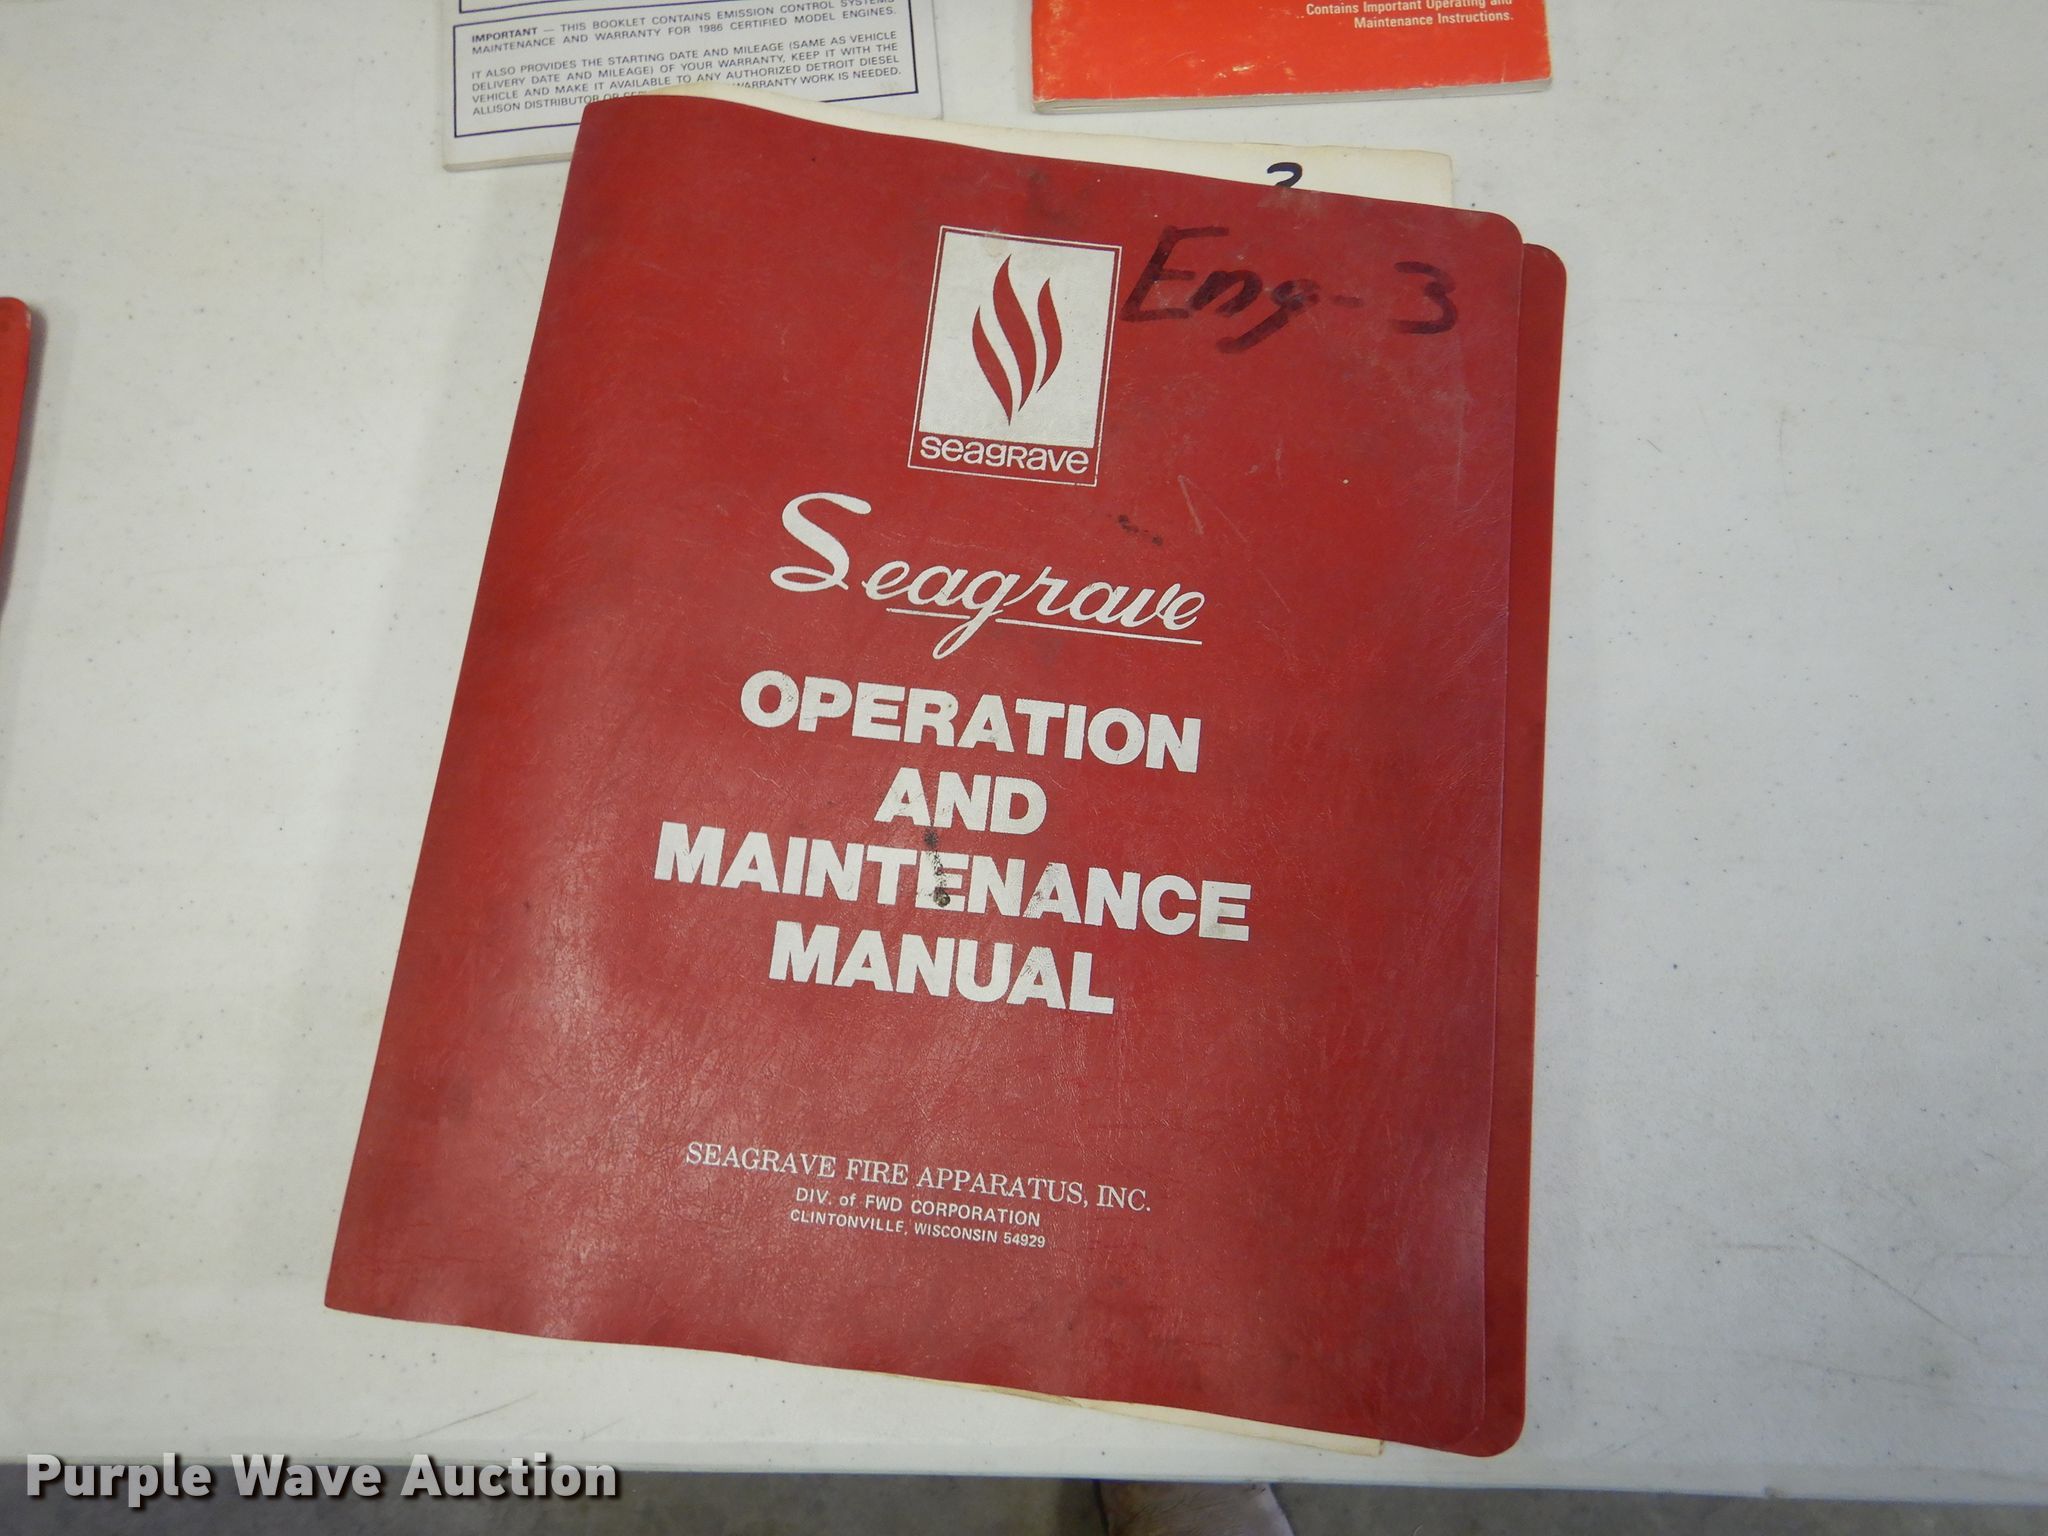 IMPORTANT — THIS BOOKLET CONTAINS EMISSION CONTROL SYSTEMS
MAINTENANCE AND WARRANTY FOR 1986 CERTIFIED MODEL ENGINES.
IT ALSO PROVIDES THE STARTING DATE AND MILEAGE (SAME AS VEHICLE
DELIVERY DATE AND MILEAGE) OF YOUR WARRANTY, KEEP IT WITH THE
VEHICLE AND MAKE IT AVAILABLE TO ANY AUTHORIZED DETROIT DIESEL
ALLISON DISTRIBUTOR OR WARRANTY WORK IS NEEDED.
Contains Important Operating and
Maintenance Instructions.
Eng-3
seagrave
Seagrave
OPERATION
AND
MAINTENANCE
MANUAL
SEAGRAVE FIRE APPARATUS, INC.
DIV. of FWD CORPORATION
CLINTONVILLE, WISCONSIN 54929
Purple Wave Auction